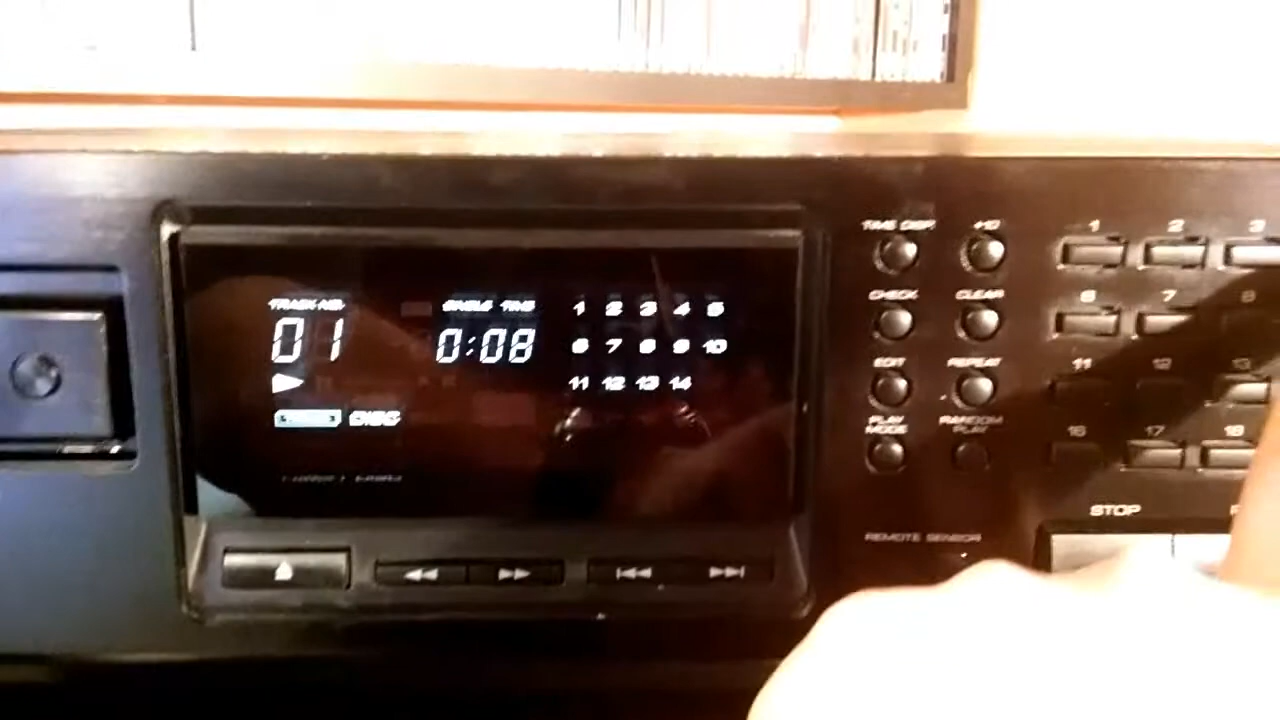 TRACK NO. SINGLE TIME 1 2 3 4 5
01 0:08 6 7 8 9 10
11 12 13 14
DISC
TIME DISP. +10 1 2 3
CHECK CLEAR 6 7 8
EDIT REPEAT 11 12 13
PLAY MODE RANDOM PLAY 16 17 18
REMOTE SENSOR STOP